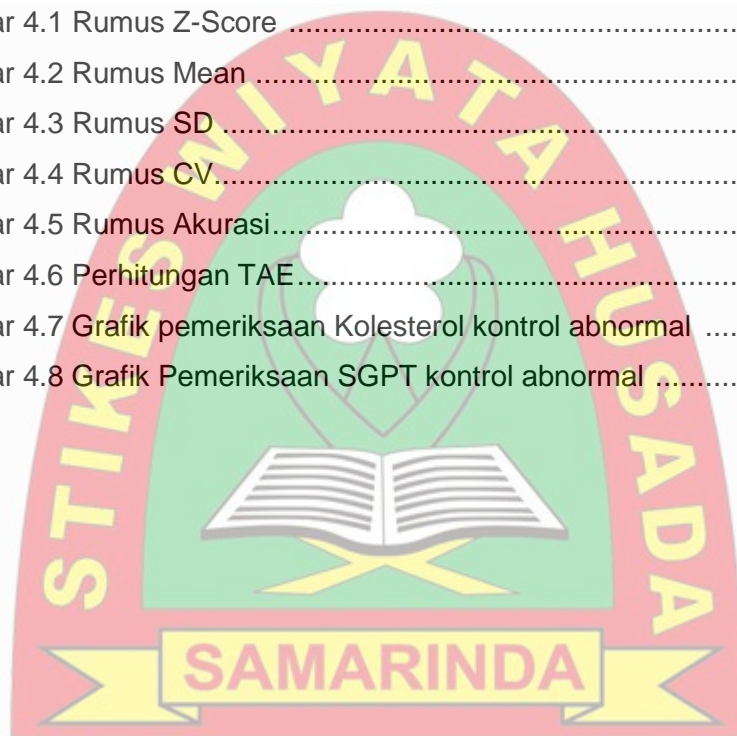 ar 4.1 Rumus Z-Score ..........................................................
ar 4.2 Rumus Mean ..............................................................
ar 4.3 Rumus SD ..................................................................
ar 4.4 Rumus CV...................................................................
ar 4.5 Rumus Akurasi............................................................
ar 4.6 Perhitungan TAE.........................................................
ar 4.7 Grafik pemeriksaan Kolesterol kontrol abnormal ....
ar 4.8 Grafik Pemeriksaan SGPT kontrol abnormal ..........
STIKES WIYATA HUSADA
SAMARINDA